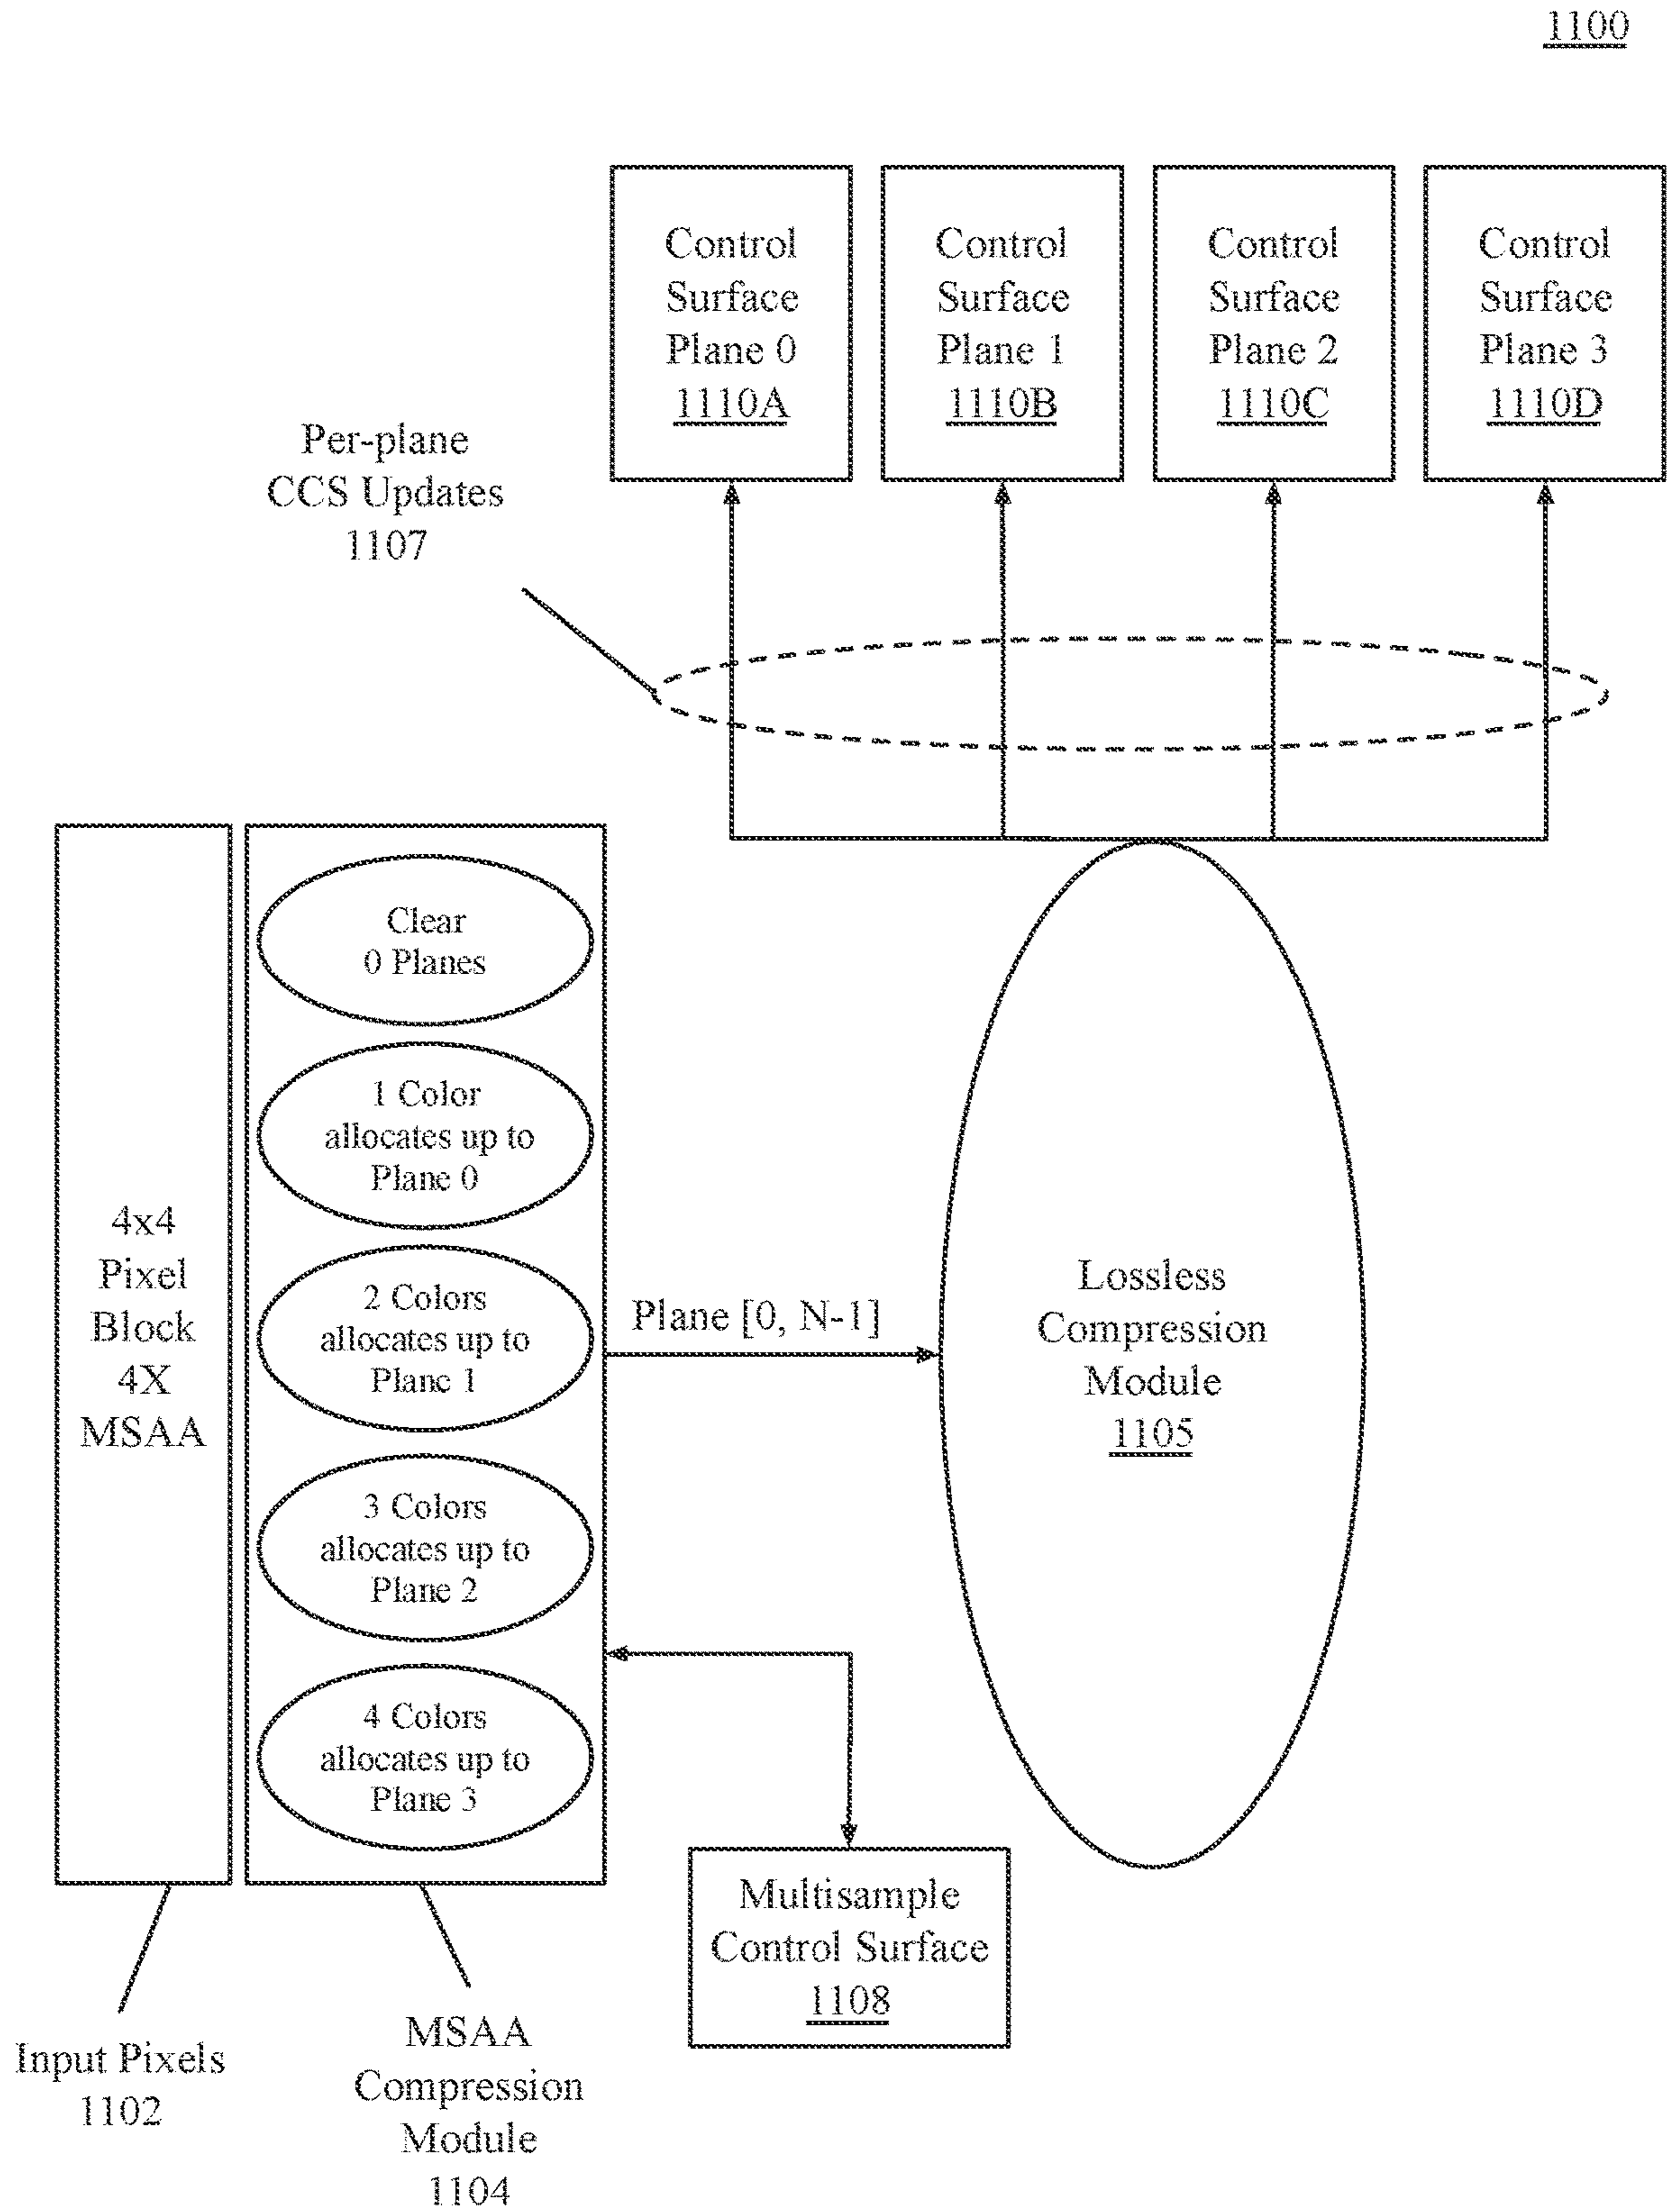 1100
Control
Surface
Plane 0
1110A
Control
Surface
Plane 1
1110B
Control
Surface
Plane 2
1110C
Control
Surface
Plane 3
1110D
Per-plane
CCS Updates
1107
4x4
Pixel
Block
4X
MSAA
Clear
0 Planes
1 Color
allocates up to
Plane 0
2 Colors
allocates up to
Plane 1
3 Colors
allocates up to
Plane 2
4 Colors
allocates up to
Plane 3
Plane [0, N-1]
Lossless
Compression
Module
1105
Multisample
Control Surface
1108
Input Pixels
1102
MSAA
Compression
Module
1104